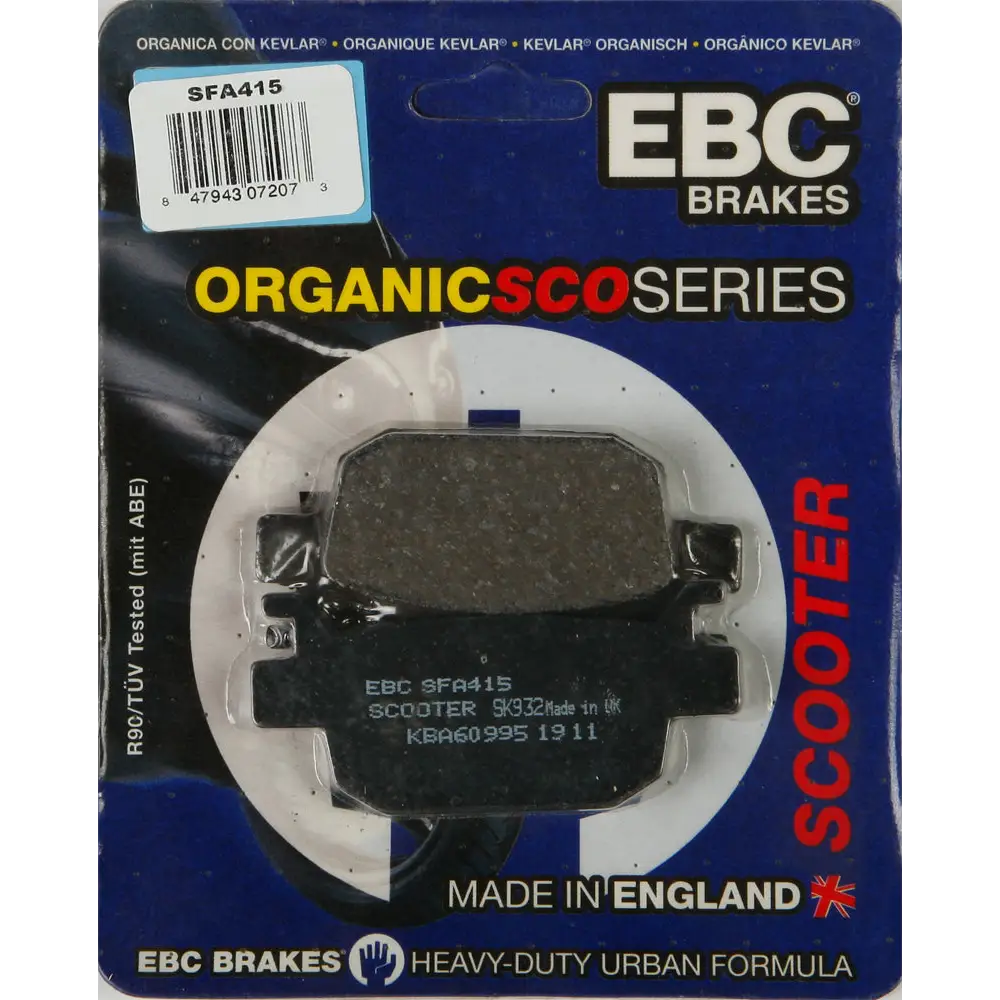 ORGANICA CON KEVLAR® • ORGANIQUE KEVLAR® • KEVLAR® ORGANISCH • ORGÂNICO KEVLAR®
SFA415
8 47943 07207 3
EBC®
BRAKES
ORGANICSCOSERIES
R90/TÜV Tested (mit ABE)
SCOOTER
EBC SFA415
SCOOTER SK932 Made in UK
KBA60995 1911
MADE IN ENGLAND
EBC BRAKES HEAVY-DUTY URBAN FORMULA